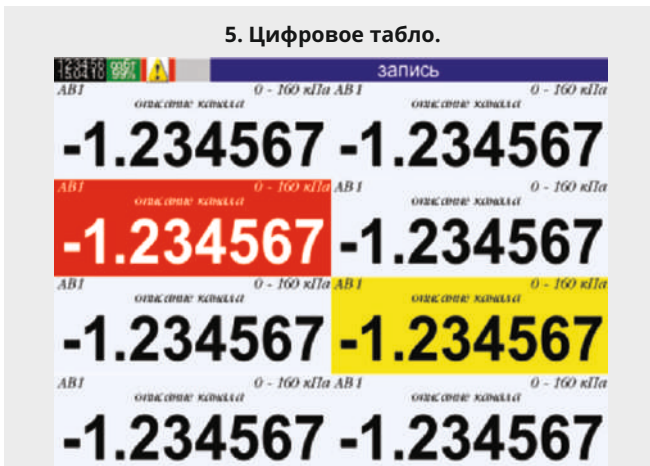 5. Цифровое табло.
запись
АВ1 0 - 160 кПа АВ1 0 - 160 кПа
описание канала описание канала
-1.234567 -1.234567
АВ1 0 - 160 кПа АВ1 0 - 160 кПа
описание канала описание канала
-1.234567 -1.234567
АВ1 0 - 160 кПа АВ1 0 - 160 кПа
описание канала описание канала
-1.234567 -1.234567
АВ1 0 - 160 кПа АВ1 0 - 160 кПа
описание канала описание канала
-1.234567 -1.234567